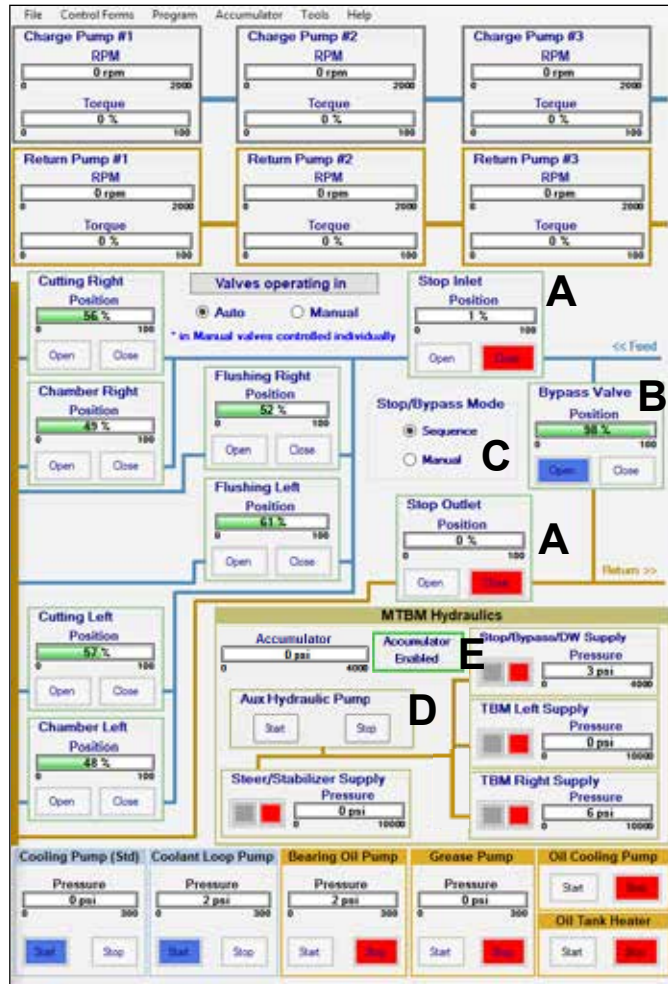 File Control Forms Program Accumulator Tools Help
Charge Pump #1 Charge Pump #2 Charge Pump #3
RPM RPM RPM
0 rpm 0 rpm 0 rpm
0 2000 0 2000 0 2000
Torque Torque Torque
0 % 0 % 0 %
0 100 0 100 0 100
Return Pump #1 Return Pump #2 Return Pump #3
RPM RPM RPM
0 rpm 0 rpm 0 rpm
0 2000 0 2000 0 2000
Torque Torque Torque
0 % 0 % 0 %
0 100 0 100 0 100
Cutting Right
Position
56 %
0 100
Open Close
Valves operating in
Auto Manual
* in Manual valves controlled individually
Stop Inlet A
Position
1 %
0 100
Open Close
<< Feed
Chamber Right
Position
49 %
0 100
Open Close
Flushing Right
Position
52 %
0 100
Open Close
Stop/Bypass Mode
Sequence
Manual
C
Bypass Valve B
Position
98 %
0 100
Open Close
Flushing Left
Position
61 %
0 100
Open Close
Stop Outlet A
Position
0 %
0 100
Open Close
Return >>
Cutting Left
Position
57 %
0 100
Open Close
Chamber Left
Position
48 %
0 100
Open Close
MTBM Hydraulics
Accumulator
0 psi
0 4000
Accumulator
Enabled
E
Stop/Bypass/DW Supply
Pressure
3 psi
0 4000
Aux Hydraulic Pump D
Start Stop
TBM Left Supply
Pressure
0 psi
0 10000
Steer/Stabilizer Supply
Pressure
0 psi
0 10000
TBM Right Supply
Pressure
6 psi
0 10000
Cooling Pump (Std) Coolant Loop Pump Bearing Oil Pump Grease Pump Oil Cooling Pump
Pressure Pressure Pressure Pressure
0 psi 2 psi 2 psi 0 psi
0 300 0 300 0 300 0 300
Start Stop
Oil Tank Heater
Start Stop Start Stop Start Stop Start Stop Start Stop